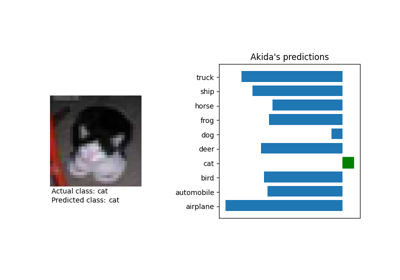 Akida's predictions
truck
ship
horse
frog
dog
deer
cat
bird
automobile
airplane
Actual class: cat
Predicted class: cat